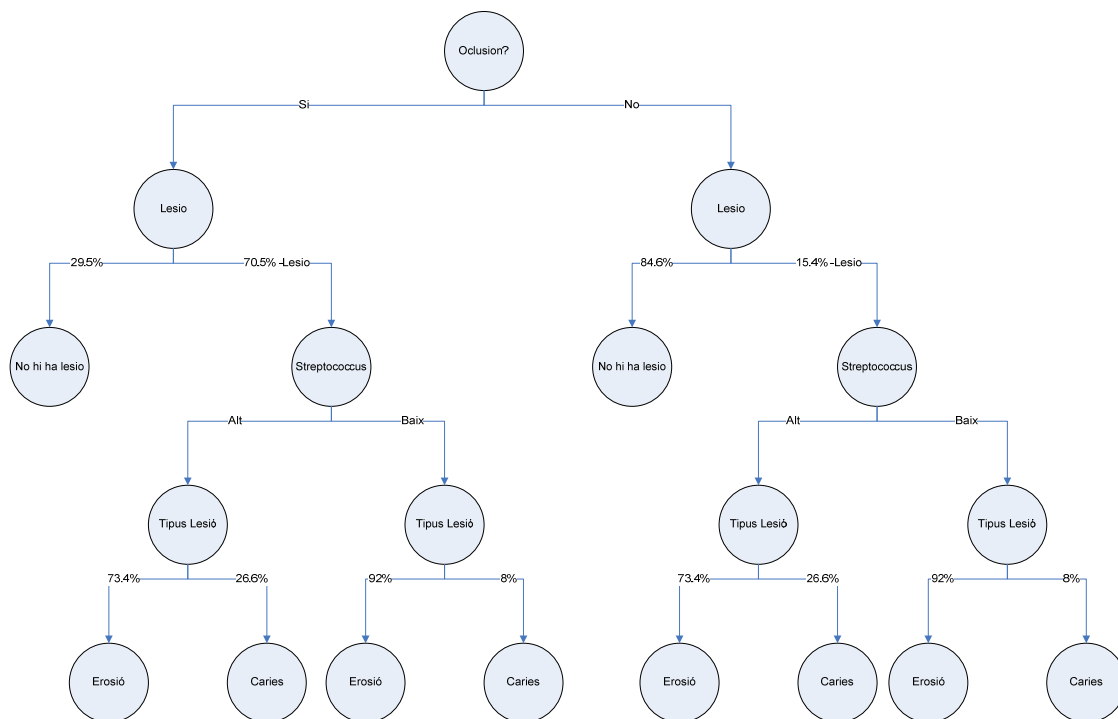 Oclusion?
Si
No
Lesio
Lesio
29.5%
70.5% -Lesio
84.6%
15.4% -Lesio
No hi ha lesio
Streptococcus
No hi ha lesio
Streptococcus
Alt
Baix
Alt
Baix
Tipus Lesió
Tipus Lesió
Tipus Lesió
Tipus Lesió
73.4%
26.6%
92%
8%
73.4%
26.6%
92%
8%
Erosió
Caries
Erosió
Caries
Erosió
Caries
Erosió
Caries